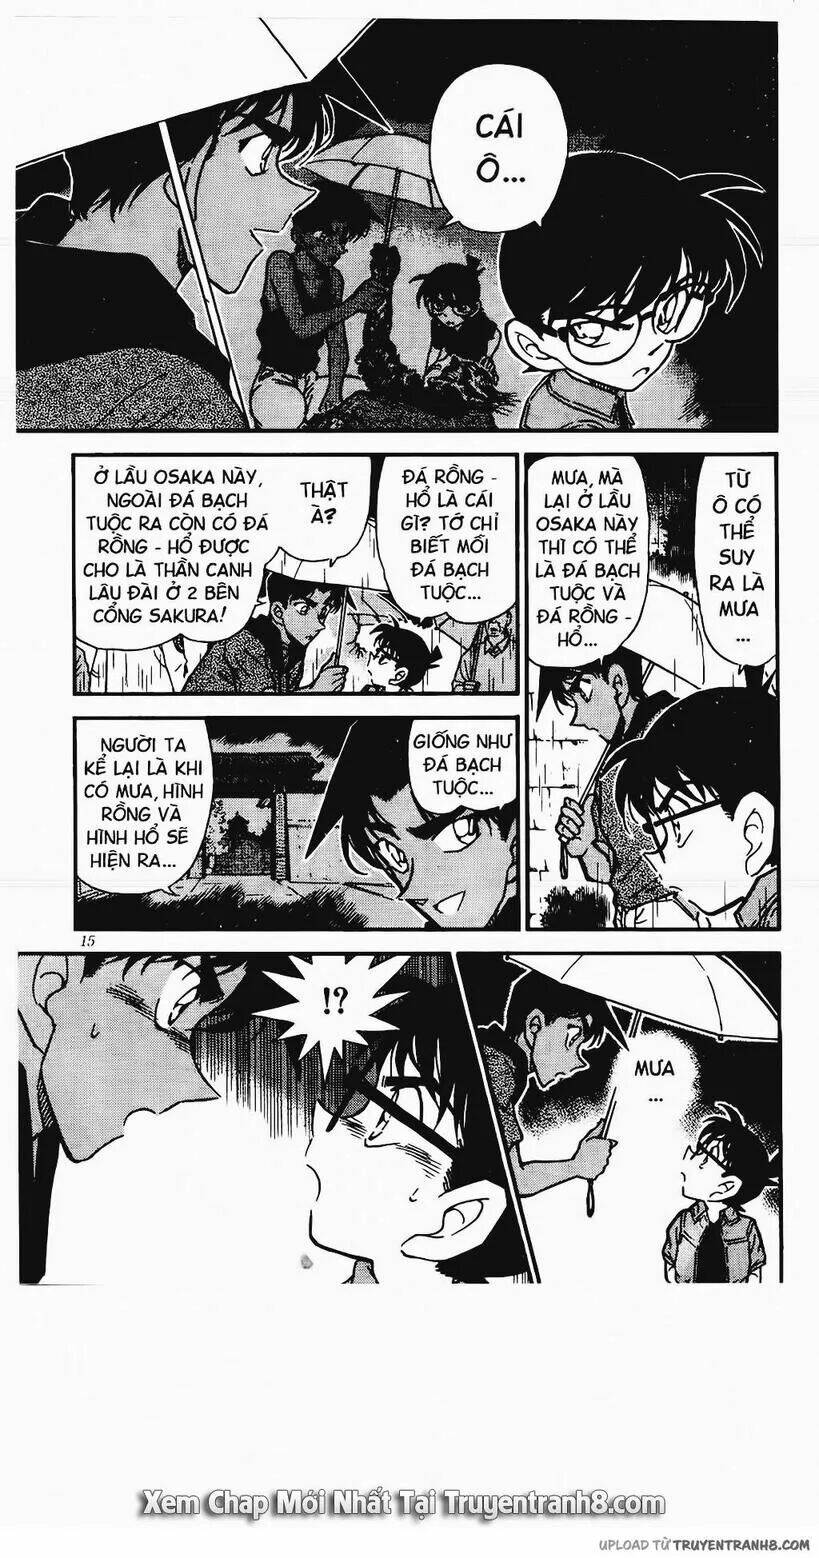 CÁI
Ô...
TỪ
Ô CÓ
THỂ
SUY
RA LÀ
MƯA
...
MƯA, MÀ
LẠI Ở LẦU
OSAKA NÀY
THÌ CÓ THỂ
LÀ ĐÁ BẠCH
TUỘC VÀ
ĐÁ RỒNG -
HỔ...
ĐÁ RỒNG -
HỔ LÀ CÁI
GÌ? TỚ CHỈ
BIẾT MỖI
ĐÁ BẠCH
TUỘC...
THẬT
À?
Ở LẦU OSAKA NÀY,
NGOÀI ĐÁ BẠCH
TUỘC RA CÒN CÓ ĐÁ
RỒNG - HỔ ĐƯỢC
CHO LÀ THẦN CANH
LÂU ĐÀI Ở 2 BÊN
CỔNG SAKURA!
GIỐNG NHƯ
ĐÁ BẠCH
TUỘC...
NGƯỜI TA
KỂ LẠI LÀ KHI
CÓ MƯA, HÌNH
RỒNG VÀ
HÌNH HỔ SẼ
HIỆN RA...
15
MƯA
...
!?
Xem Chap Mới Nhất Tại Truyentranh8.com
UPLOAD TỪ TRUYENTRANH8.COM